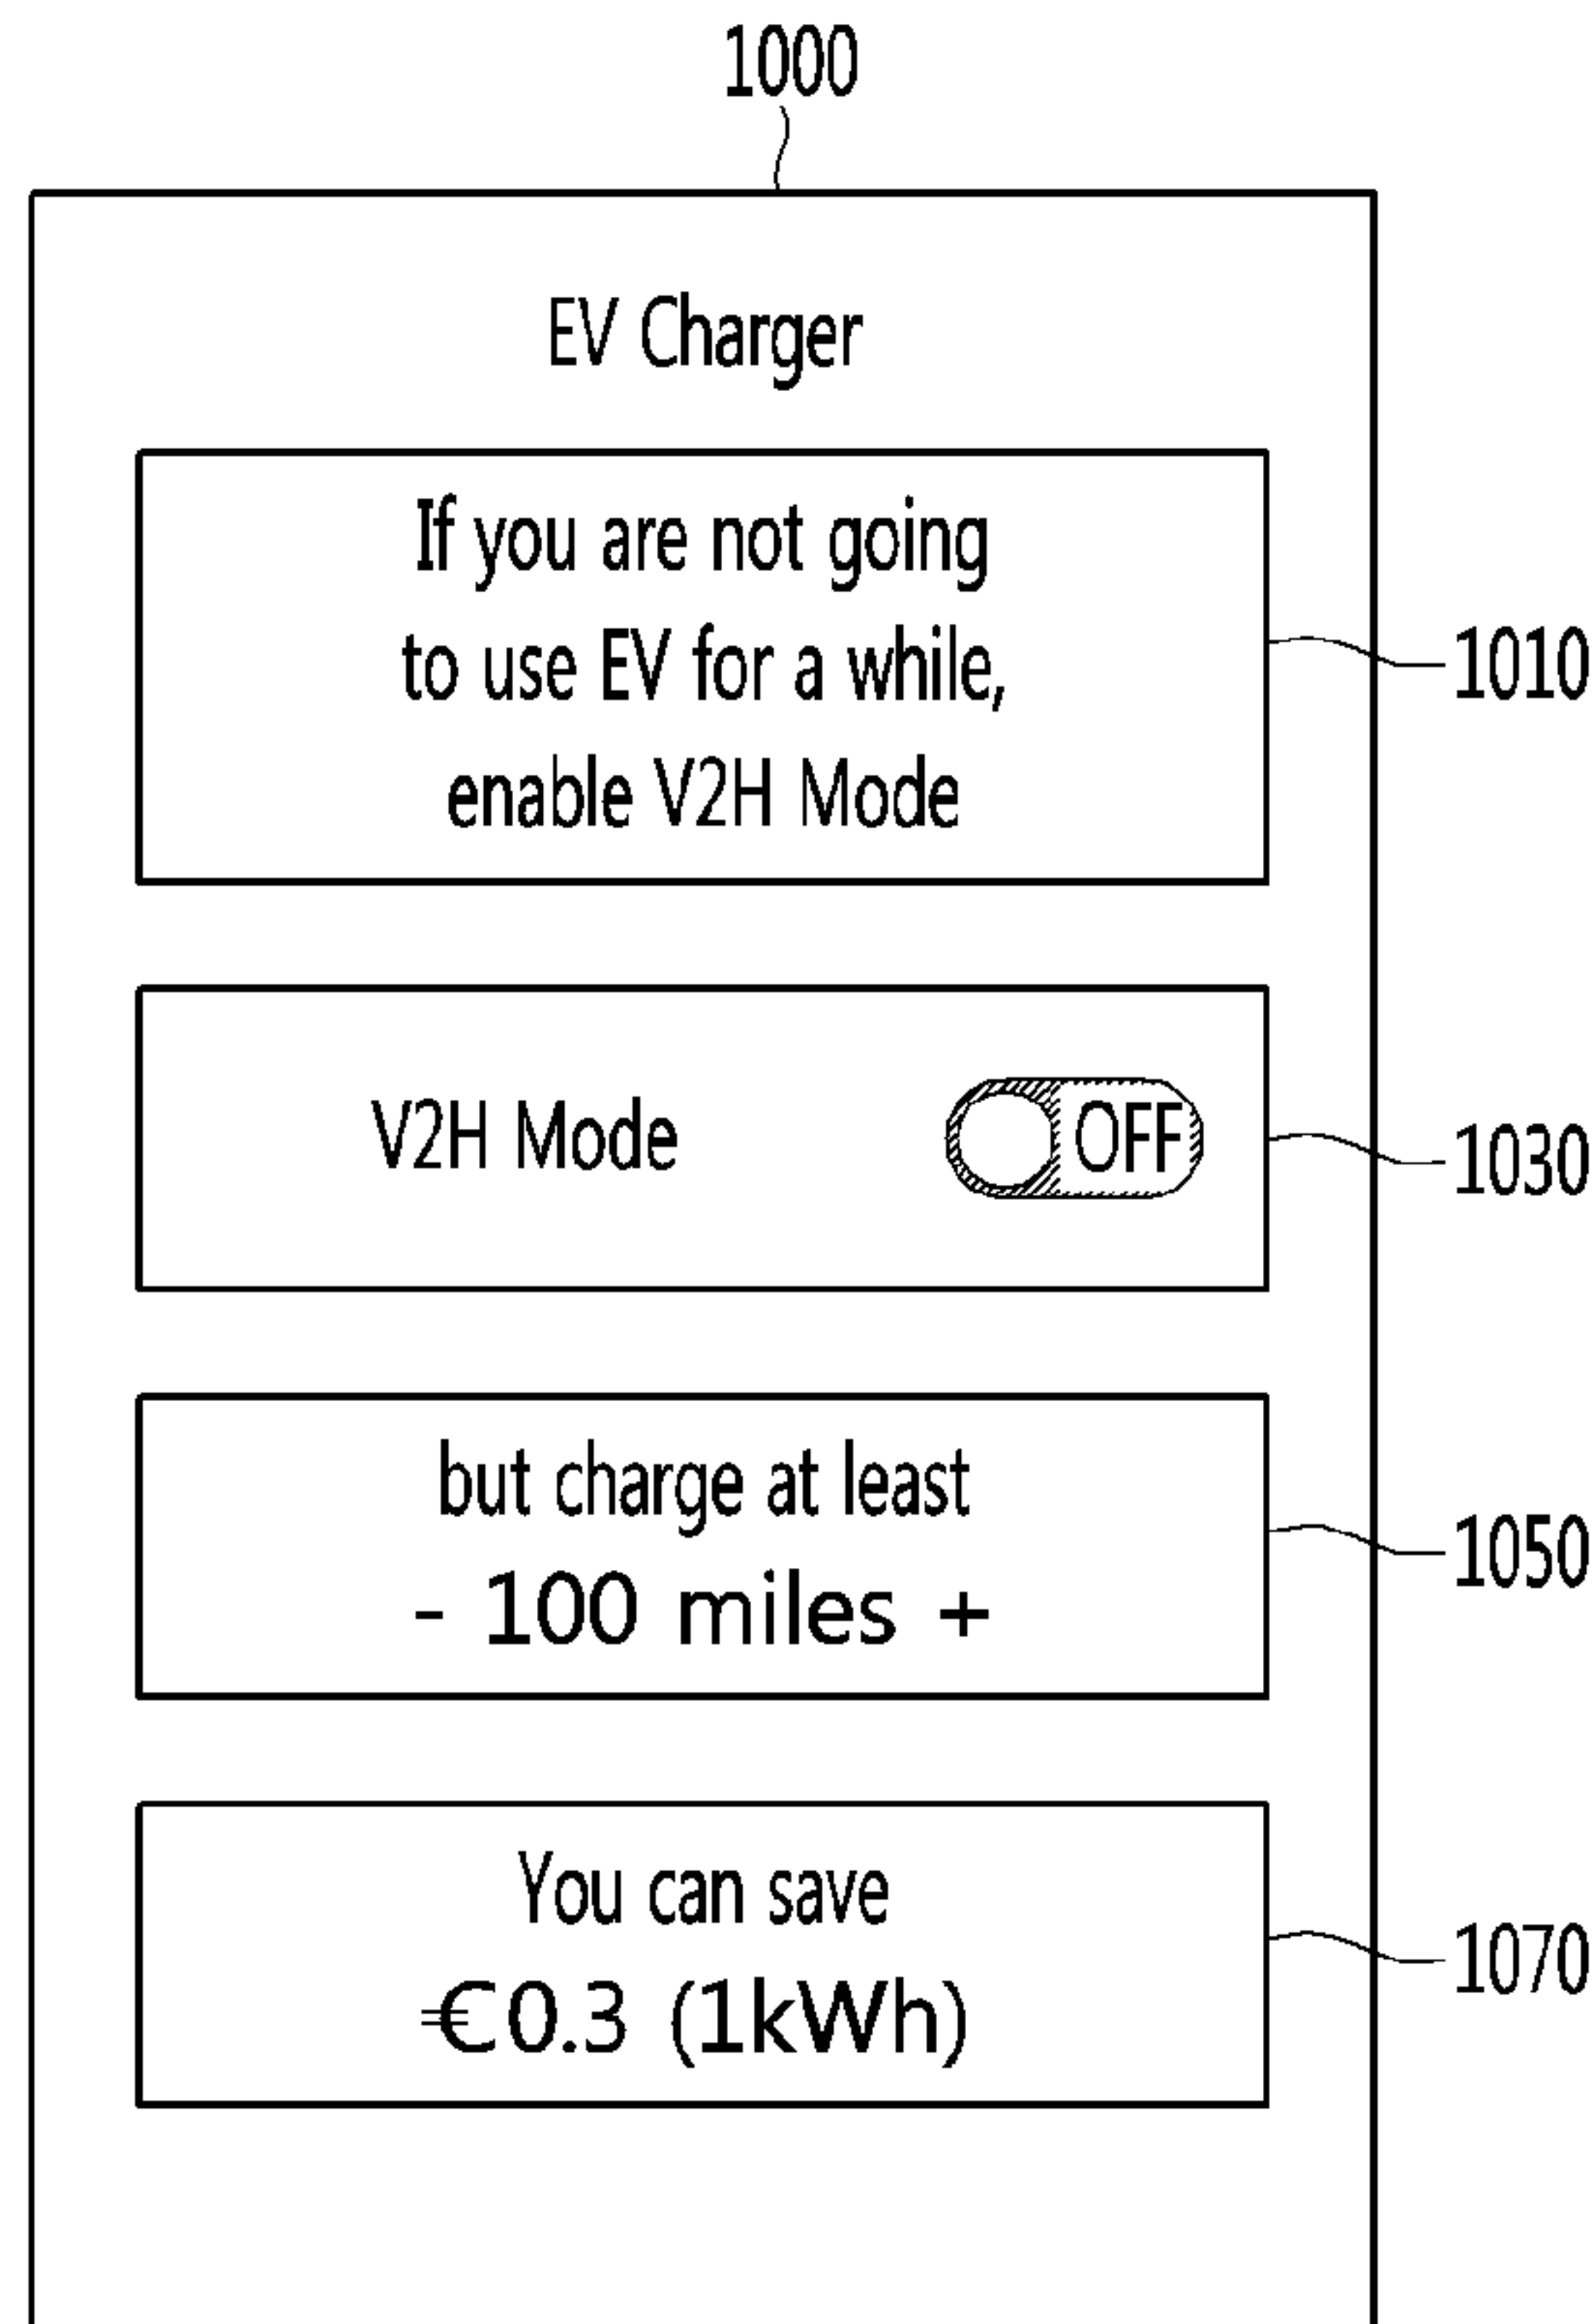 1000
EV Charger
If you are not going
to use EV for a while,
enable V2H Mode
1010
V2H Mode OFF
1030
but charge at least
- 100 miles +
1050
You can save
€0.3 (1kWh)
1070